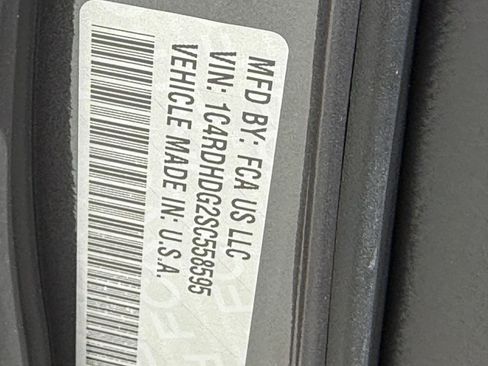 MFD BY: FCA US LLC
VIN: 1C4RDHDG2SC558595
VEHICLE MADE IN: U.S.A.